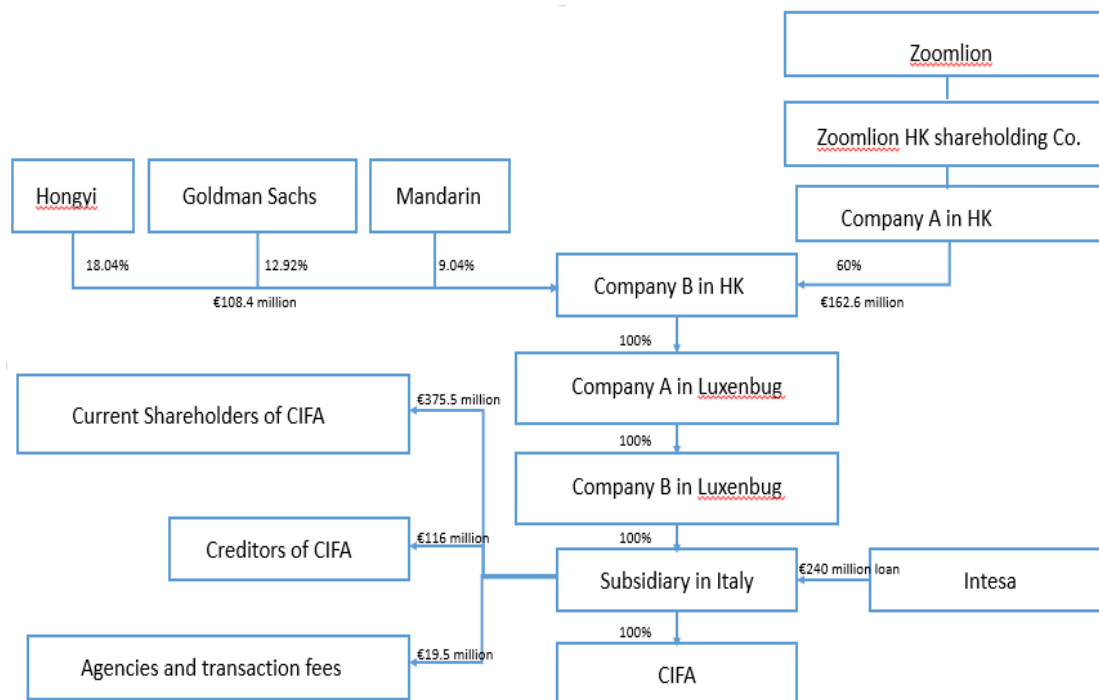 Zoomlion
Zoomlion HK shareholding Co.
Hongyi
Goldman Sachs
Mandarin
Company A in HK
18.04%
12.92%
9.04%
60%
Company B in HK
€108.4 million
€162.6 million
100%
Company A in Luxenbug
Current Shareholders of CIFA
€375.5 million
100%
Company B in Luxenbug
Creditors of CIFA
€116 million
100%
Subsidiary in Italy
€240 million loan
Intesa
Agencies and transaction fees
€19.5 million
100%
CIFA